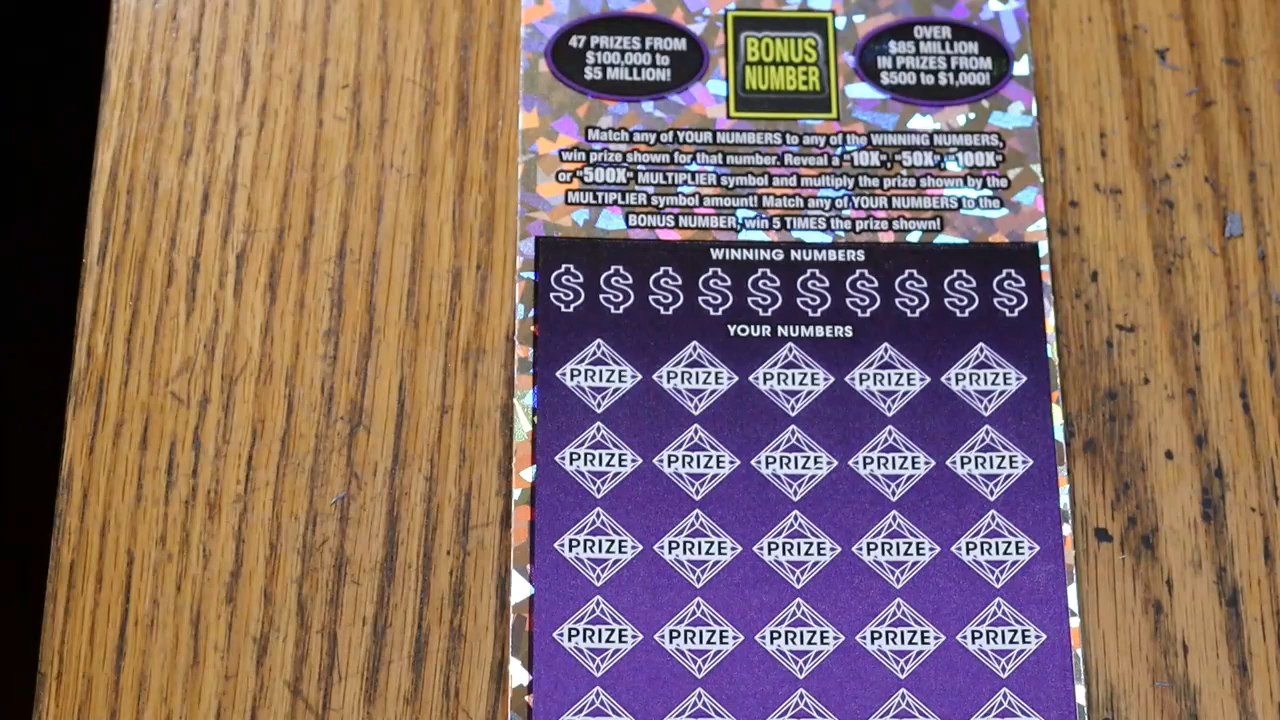 47 PRIZES FROM
$100,000 to
$5 MILLION!
BONUS
NUMBER
OVER
$85 MILLION
IN PRIZES FROM
$500 to $1,000!
Match any of YOUR NUMBERS to any of the WINNING NUMBERS,
win prize shown for that number. Reveal a "10X", "50X", "100X"
or "500X" MULTIPLIER symbol and multiply the prize shown by the
MULTIPLIER symbol amount! Match any of YOUR NUMBERS to the
BONUS NUMBER, win 5 TIMES the prize shown!
WINNING NUMBERS
$ $ $ $ $ $ $ $ $ $
YOUR NUMBERS
PRIZE PRIZE PRIZE PRIZE PRIZE
PRIZE PRIZE PRIZE PRIZE PRIZE
PRIZE PRIZE PRIZE PRIZE PRIZE
PRIZE PRIZE PRIZE PRIZE PRIZE